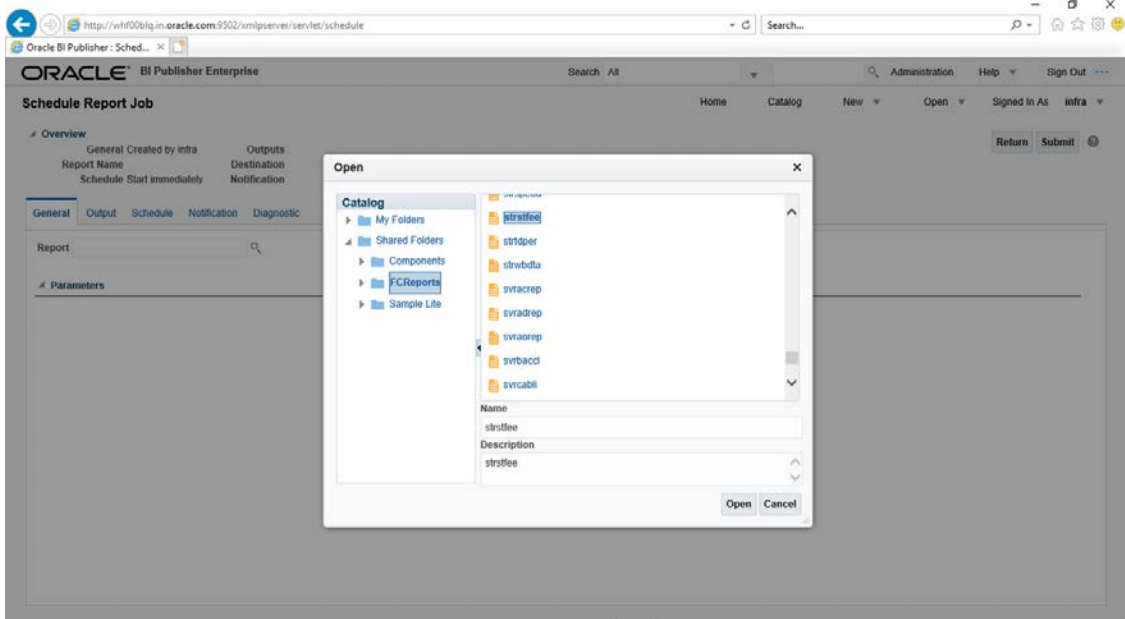 http://whf00blq.in.oracle.com:9502/xmlpserver/servlet/schedule
Search...
Oracle BI Publisher : Sched...
ORACLE BI Publisher Enterprise
Search All
Administration Help Sign Out
Schedule Report Job
Home Catalog New Open Signed In As infra
Overview
General Created by infra Outputs
Report Name Destination
Schedule Start immediately Notification
Return Submit
General Output Schedule Notification Diagnostic
Report
Parameters
Open
Catalog
My Folders
Shared Folders
Components
FCReports
Sample Lite
strstfee
strtdper
strwbdta
svracrep
svradrep
svraorep
svrbaccl
svrcabli
Name
strstfee
Description
strstfee
Open Cancel